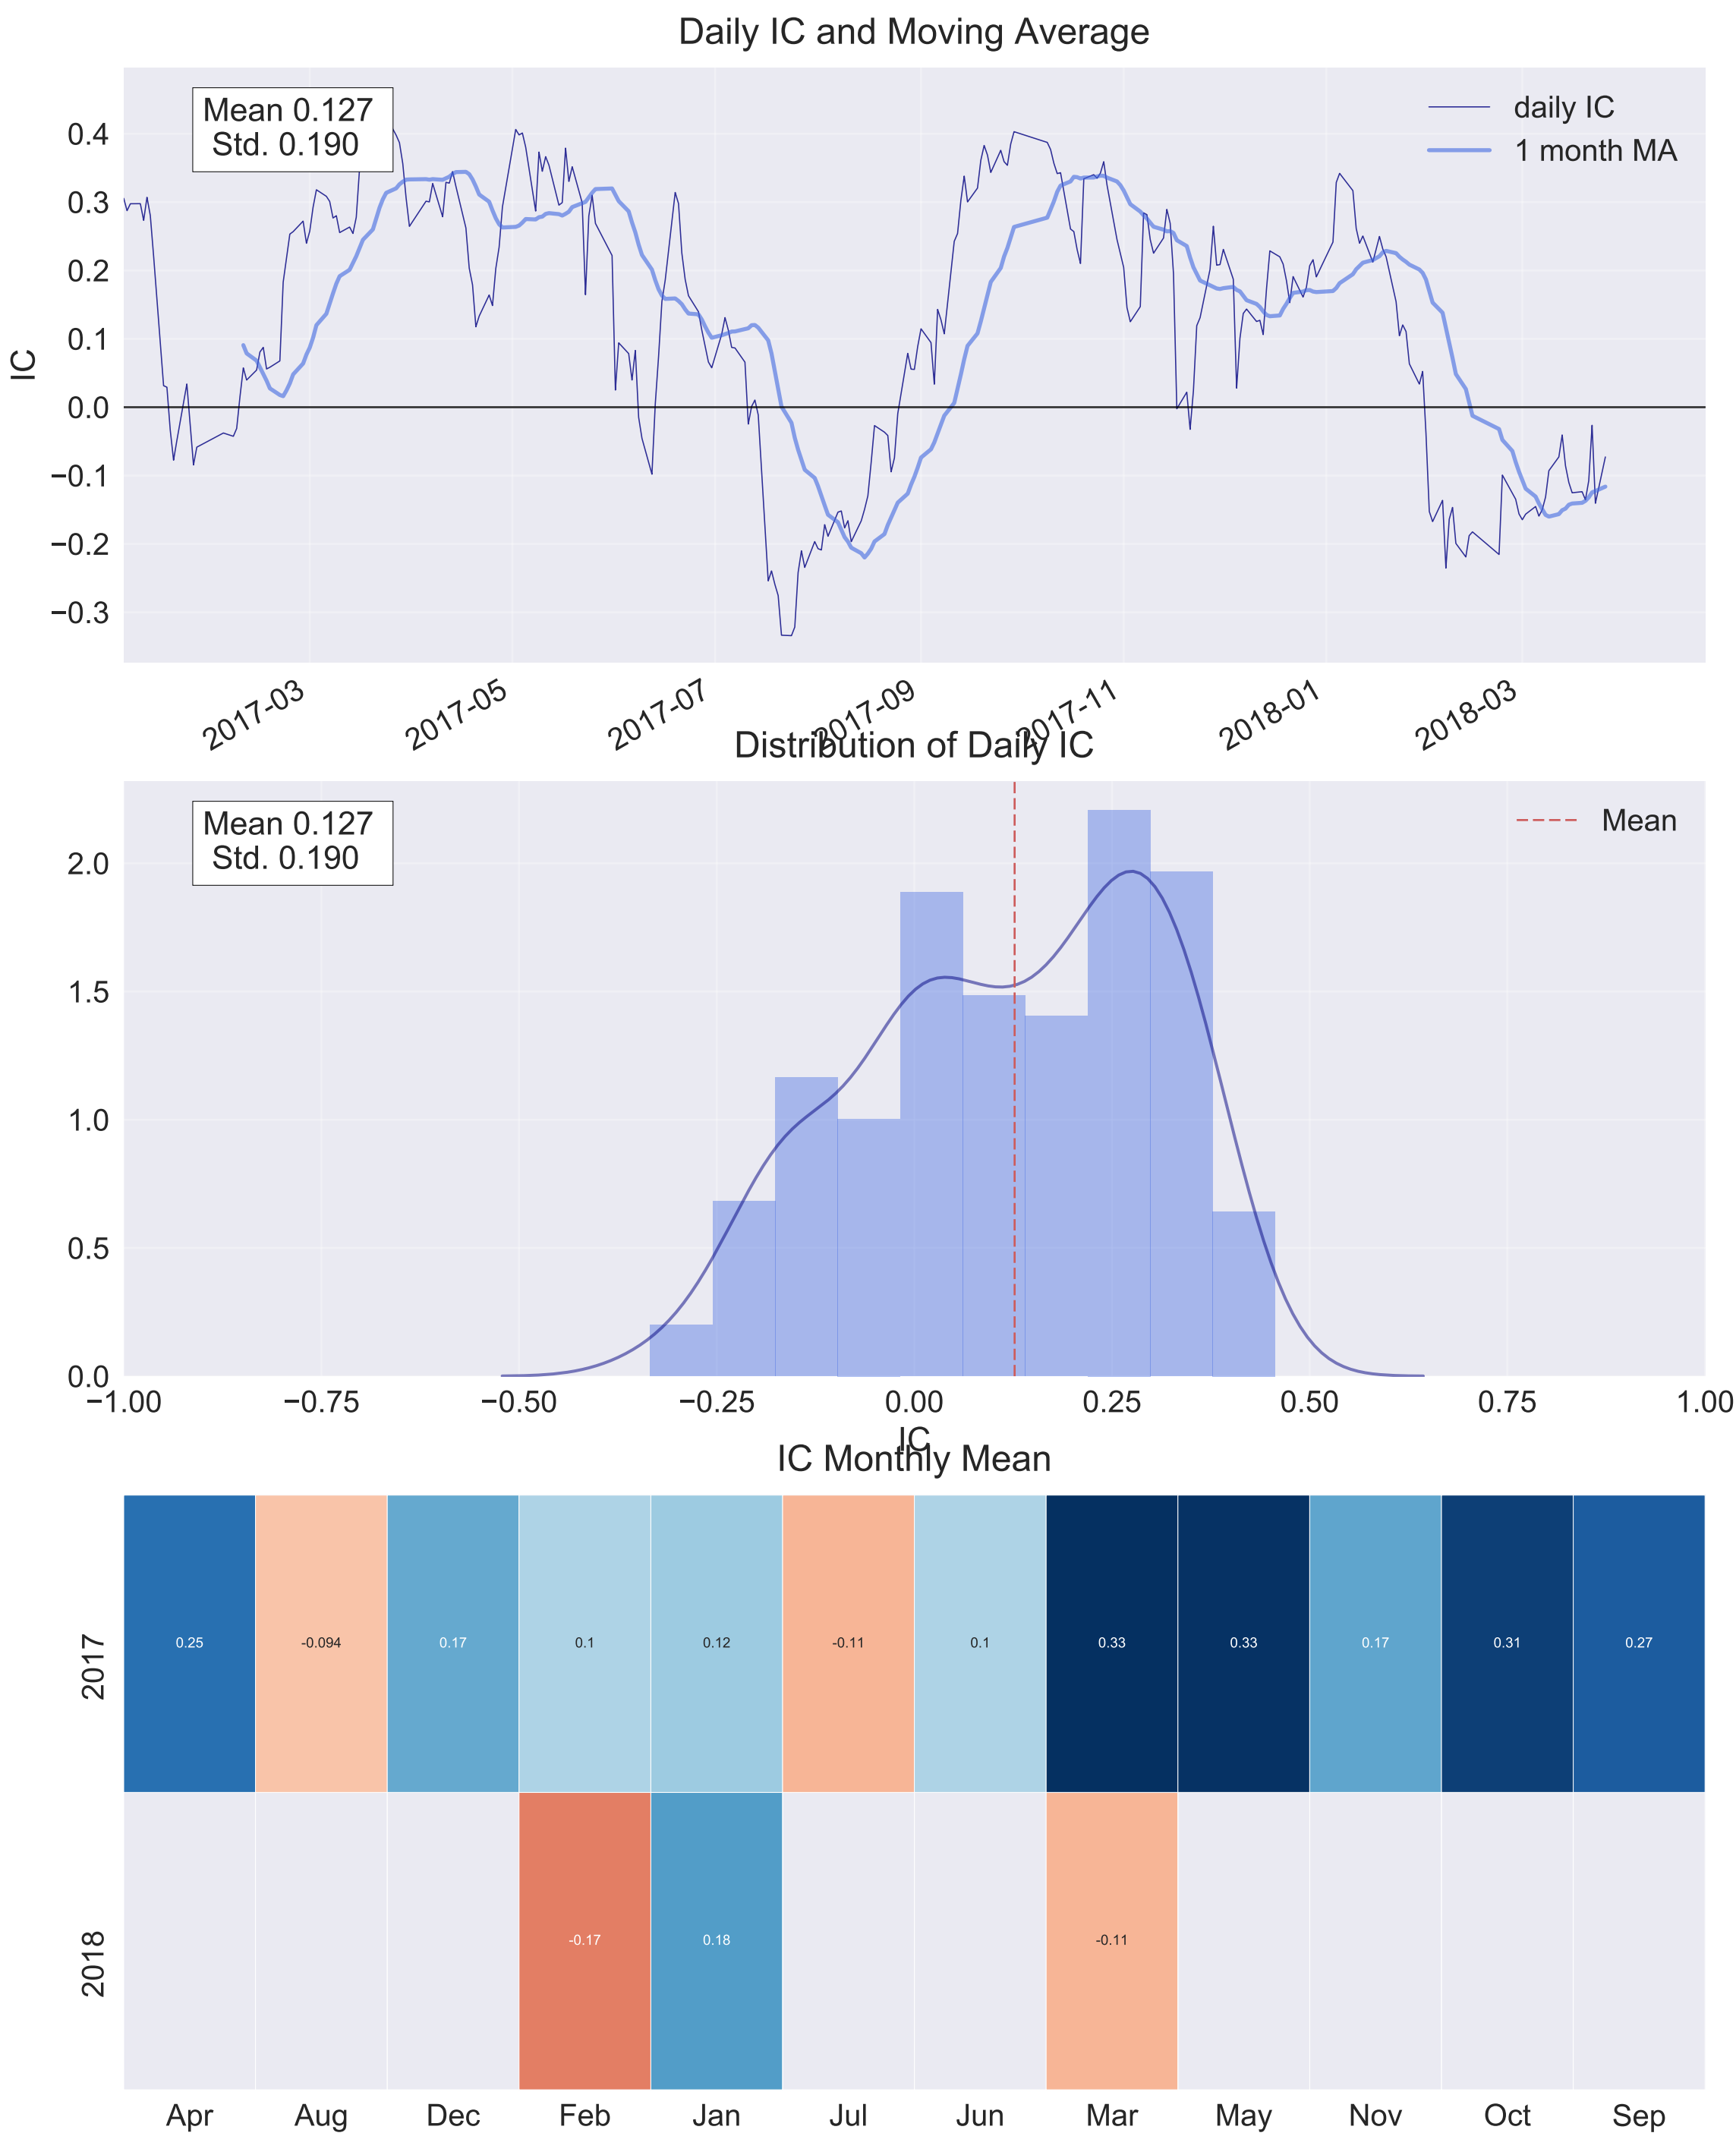 Daily IC and Moving Average
Mean 0.127
Std. 0.190
daily IC
1 month MA
IC
0.4
0.3
0.2
0.1
0.0
−0.1
−0.2
−0.3
2017-03
2017-05
2017-07
2017-09
2017-11
2018-01
2018-03
Distribution of Daily IC
Mean 0.127
Std. 0.190
Mean
2.0
1.5
1.0
0.5
0.0
−1.00 −0.75 −0.50 −0.25 0.00 0.25 0.50 0.75 1.00
IC
IC Monthly Mean
2017
0.25 -0.094 0.17 0.1 0.12 -0.11 0.1 0.33 0.33 0.17 0.31 0.27
2018
-0.17 0.18 -0.11
Apr Aug Dec Feb Jan Jul Jun Mar May Nov Oct Sep